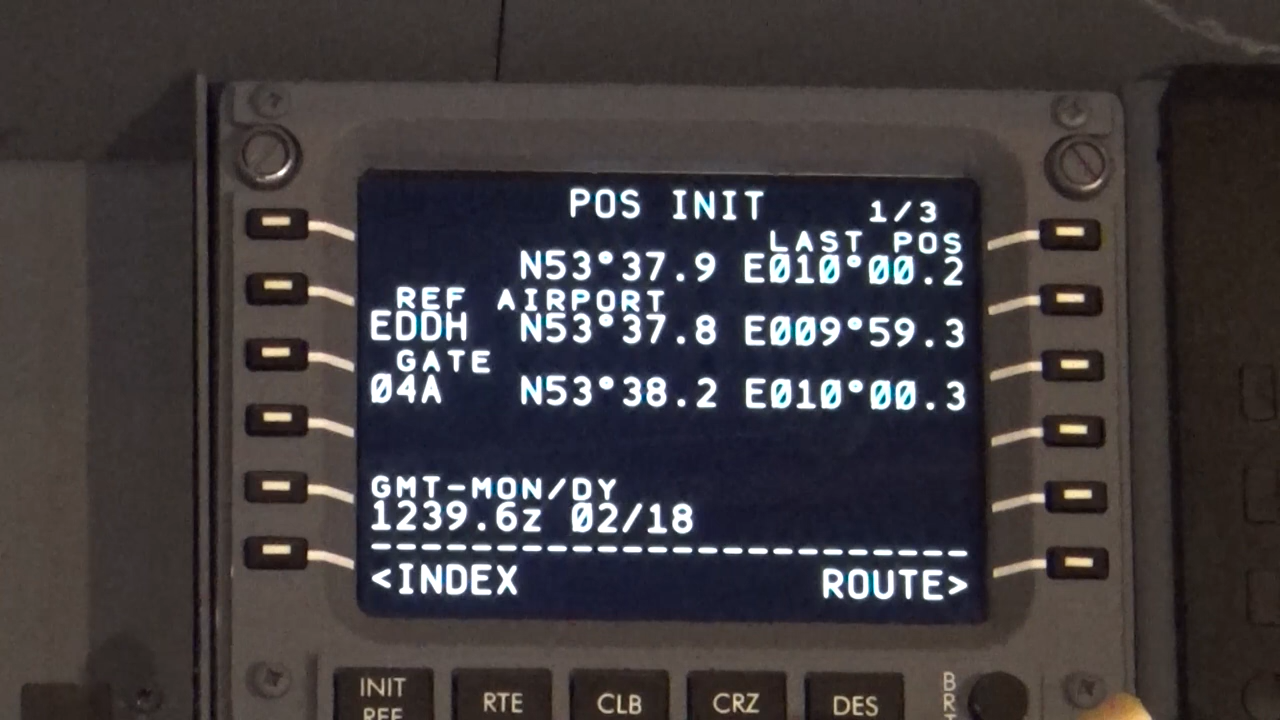 POS INIT 1/3
LAST POS
N53°37.9 E010°00.2
REF AIRPORT
EDDH N53°37.8 E009°59.3
GATE
04A N53°38.2 E010°00.3
GMT-MON/DY
1239.6z 02/18
<INDEX ROUTE>
INIT
REF
RTE
CLB
CRZ
DES
BRT